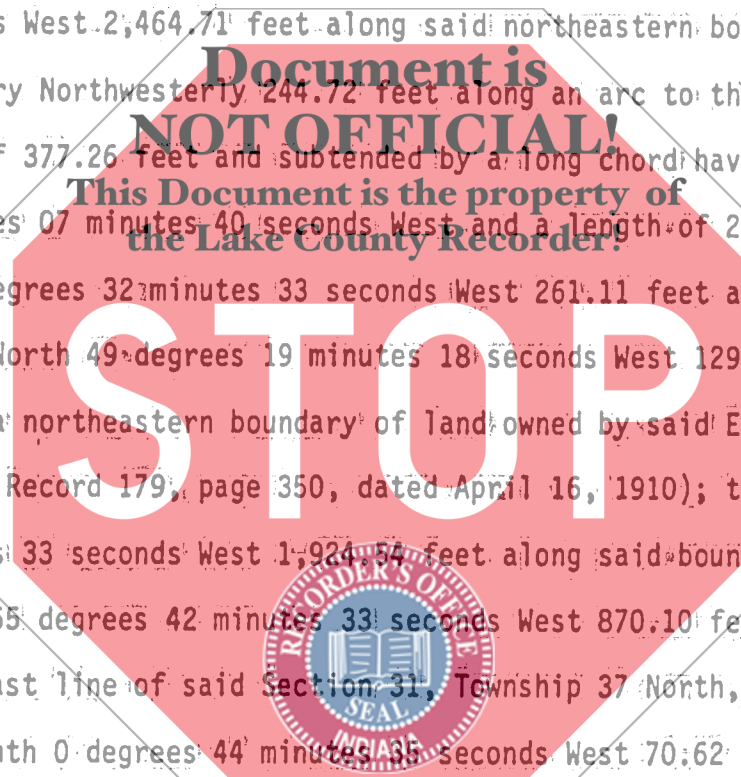 s West 2,464.71 feet along said northeastern bo
Document is
ry Northwesterly 244.72 feet along an arc to th
NOT OFFICIAL!
f 377.26 feet and subtended by a long chord hav
This Document is the property of
es 07 minutes 40 seconds West and a length of 2
the Lake County Recorder!
egrees 32 minutes 33 seconds West 261.11 feet a
STOP
North 49 degrees 19 minutes 18 seconds West 129
a northeastern boundary of land owned by said E
Record 179, page 350, dated April 16, 1910); t
s 33 seconds West 1,924.54 feet along said boun
RECORDER'S OFFICE
65 degrees 42 minutes 33 seconds West 870.10 fe
ast line of said Section 31, Township 37 North,
SEAL
INDIANA
th 0 degrees 44 minutes 35 seconds West 70.62